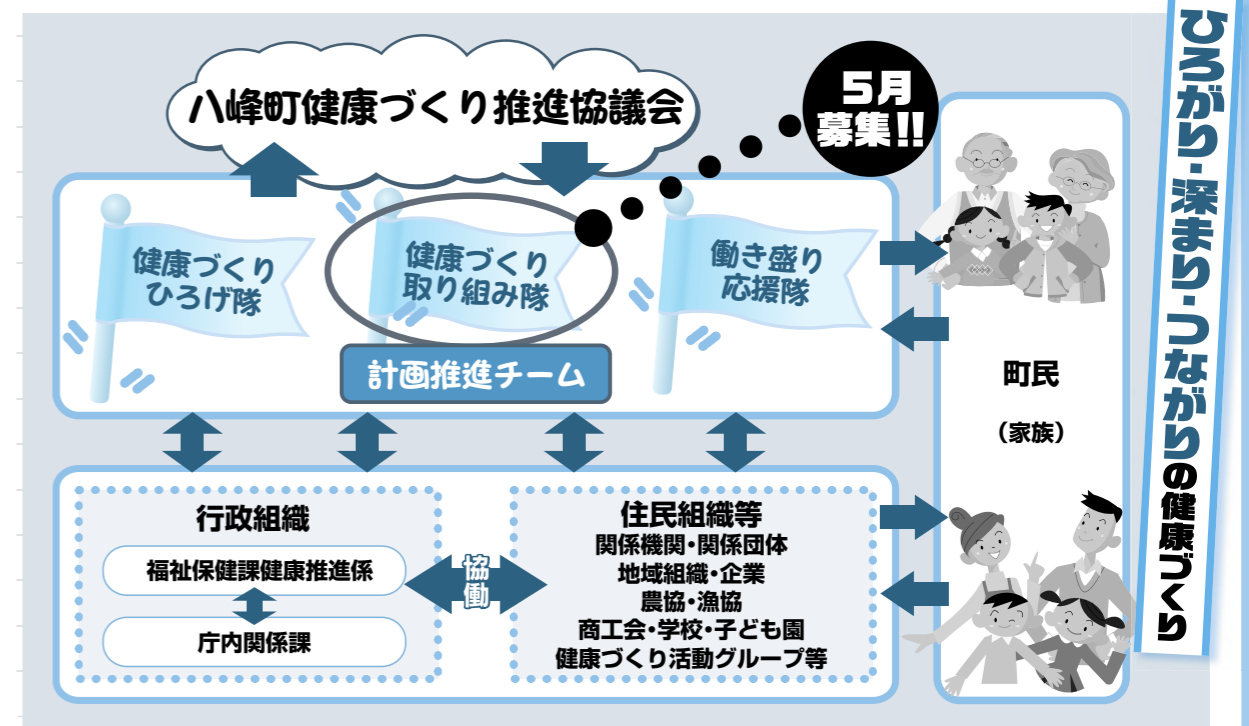 ひろがり・深まり・つながりの健康づくり
八峰町健康づくり推進協議会
5月
募集!!
健康づくり
ひろげ隊
健康づくり
取り組み隊
働き盛り
応援隊
計画推進チーム
町民
（家族）
行政組織
福祉保健課健康推進係
庁内関係課
協働
住民組織等
関係機関・関係団体
地域組織・企業
農協・漁協
商工会・学校・子ども園
健康づくり活動グループ等